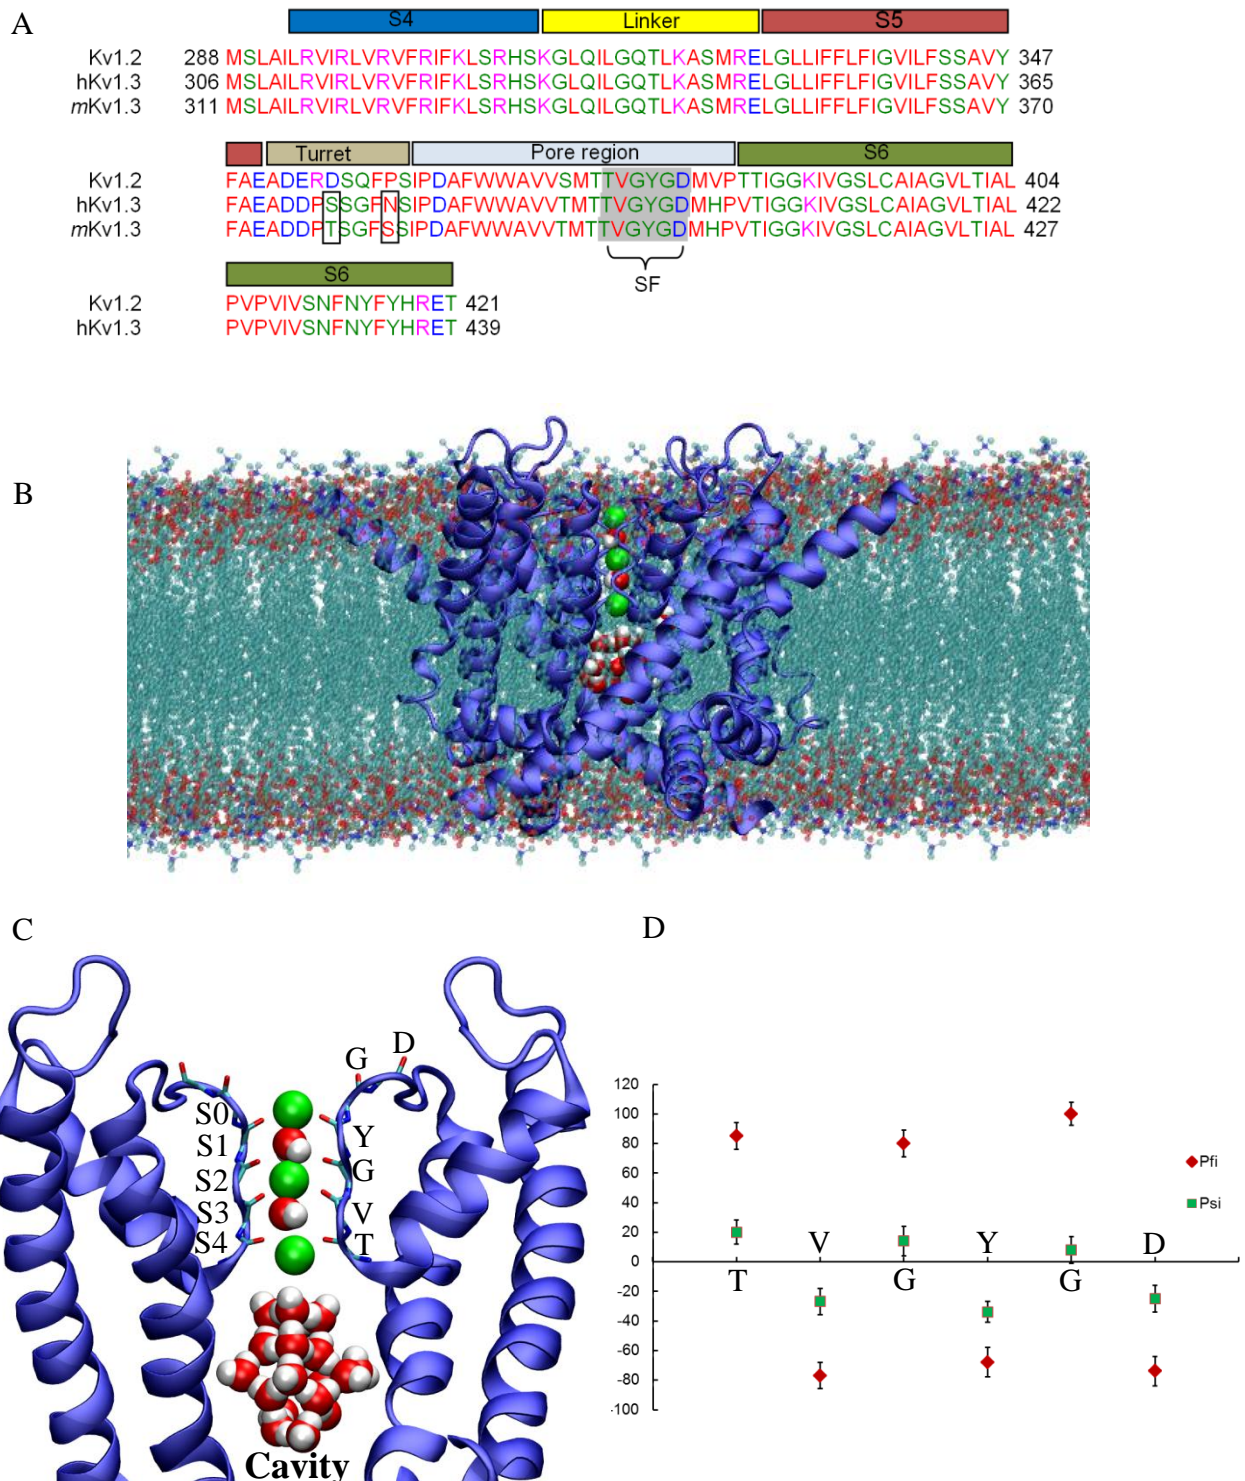 A
S4 Linker S5
Kv1.2 288 MSLAILRVIRLVRVFRIFKLSRHSKGLQILGQTLKASMRELGLLIFFLFIGVILFSSAVY 347
hKv1.3 306 MSLAILRVIRLVRVFRIFKLSRHSKGLQILGQTLKASMRELGLLIFFLFIGVILFSSAVY 365
mKv1.3 311 MSLAILRVIRLVRVFRIFKLSRHSKGLQILGQTLKASMRELGLLIFFLFIGVILFSSAVY 370
Turret Pore region S6
Kv1.2 FAEADERDSQFPSIPDAFWWAVVSMTTVGYGDMVPTTIGGKIVGSLCAIAGVLTIAL 404
hKv1.3 FAEADDPSSGFNSIPDAFWWAVVTMTTVGYGDMHPVTIGGKIVGSLCAIAGVLTIAL 422
mKv1.3 FAEADDPTSGFSSIPDAFWWAVVTMTTVGYGDMHPVTIGGKIVGSLCAIAGVLTIAL 427
SF
S6
Kv1.2 PVPVIVSNFNYFYHRET 421
hKv1.3 PVPVIVSNFNYFYHRET 439
B
C
G D
S0
S1 Y
S2 G
S3 V
S4 T
Cavity
D
120
100
80
60
40
20
0
-20
-40
-60
-80
-100
V Y D
T G G
Pfi
Psi